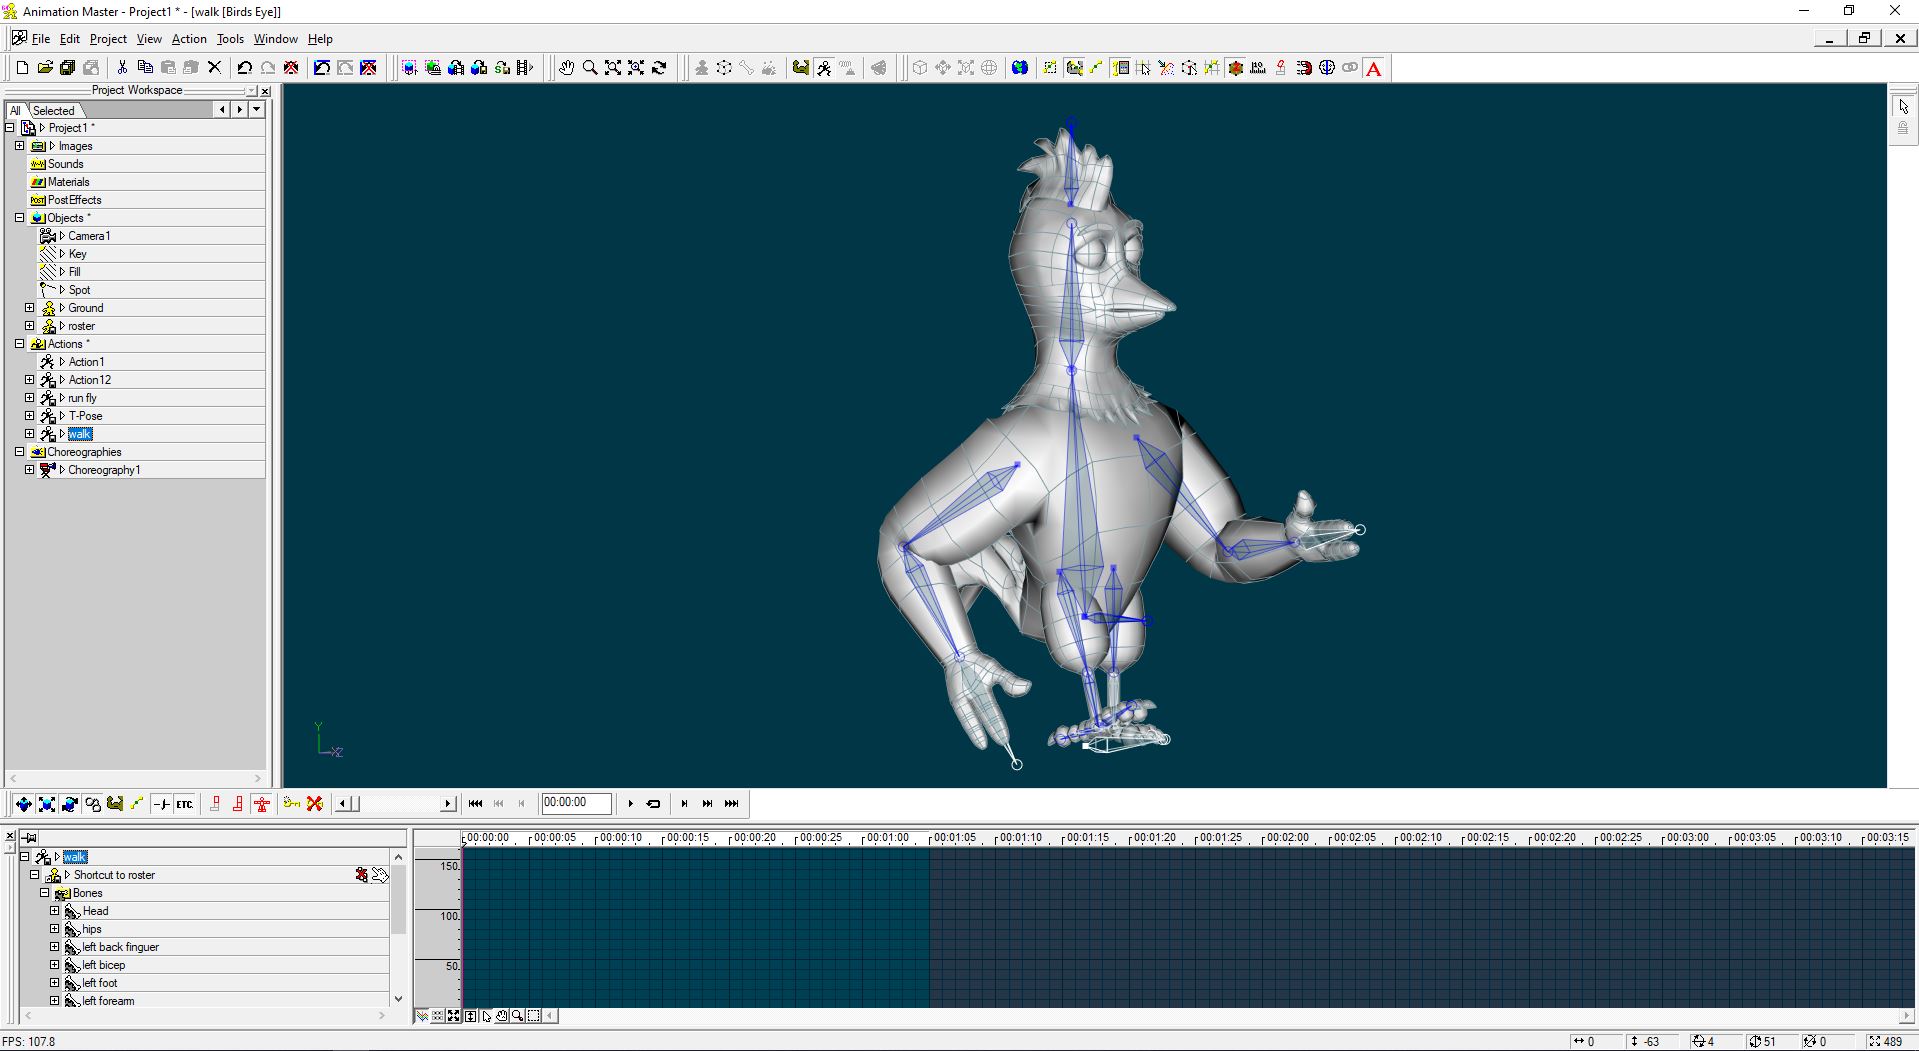 Animation Master - Project1 * - [walk [Birds Eye]]
File Edit Project View Action Tools Window Help
Project Workspace
All Selected
Project1 *
Images
Sounds
Materials
POST PostEffects
Objects *
Camera1
Key
Fill
Spot
Ground
roster
Actions *
Action1
Action12
run fly
T-Pose
walk
Choreographies
Choreography1
Y
ETC.
00:00:00
walk
Shortcut to roster
Bones
Head
hips
left back finguer
left bicep
left foot
left forearm
00:00:00 00:00:05 00:00:10 00:00:15 00:00:20 00:00:25 00:01:00 00:01:05 00:01:10 00:01:15 00:01:20 00:01:25 00:02:00 00:02:05 00:02:10 00:02:15 00:02:20 00:02:25 00:03:00 00:03:05 00:03:10 00:03:15
150.
100.
50.
FPS: 107.8
0 -63 4 51 0 489